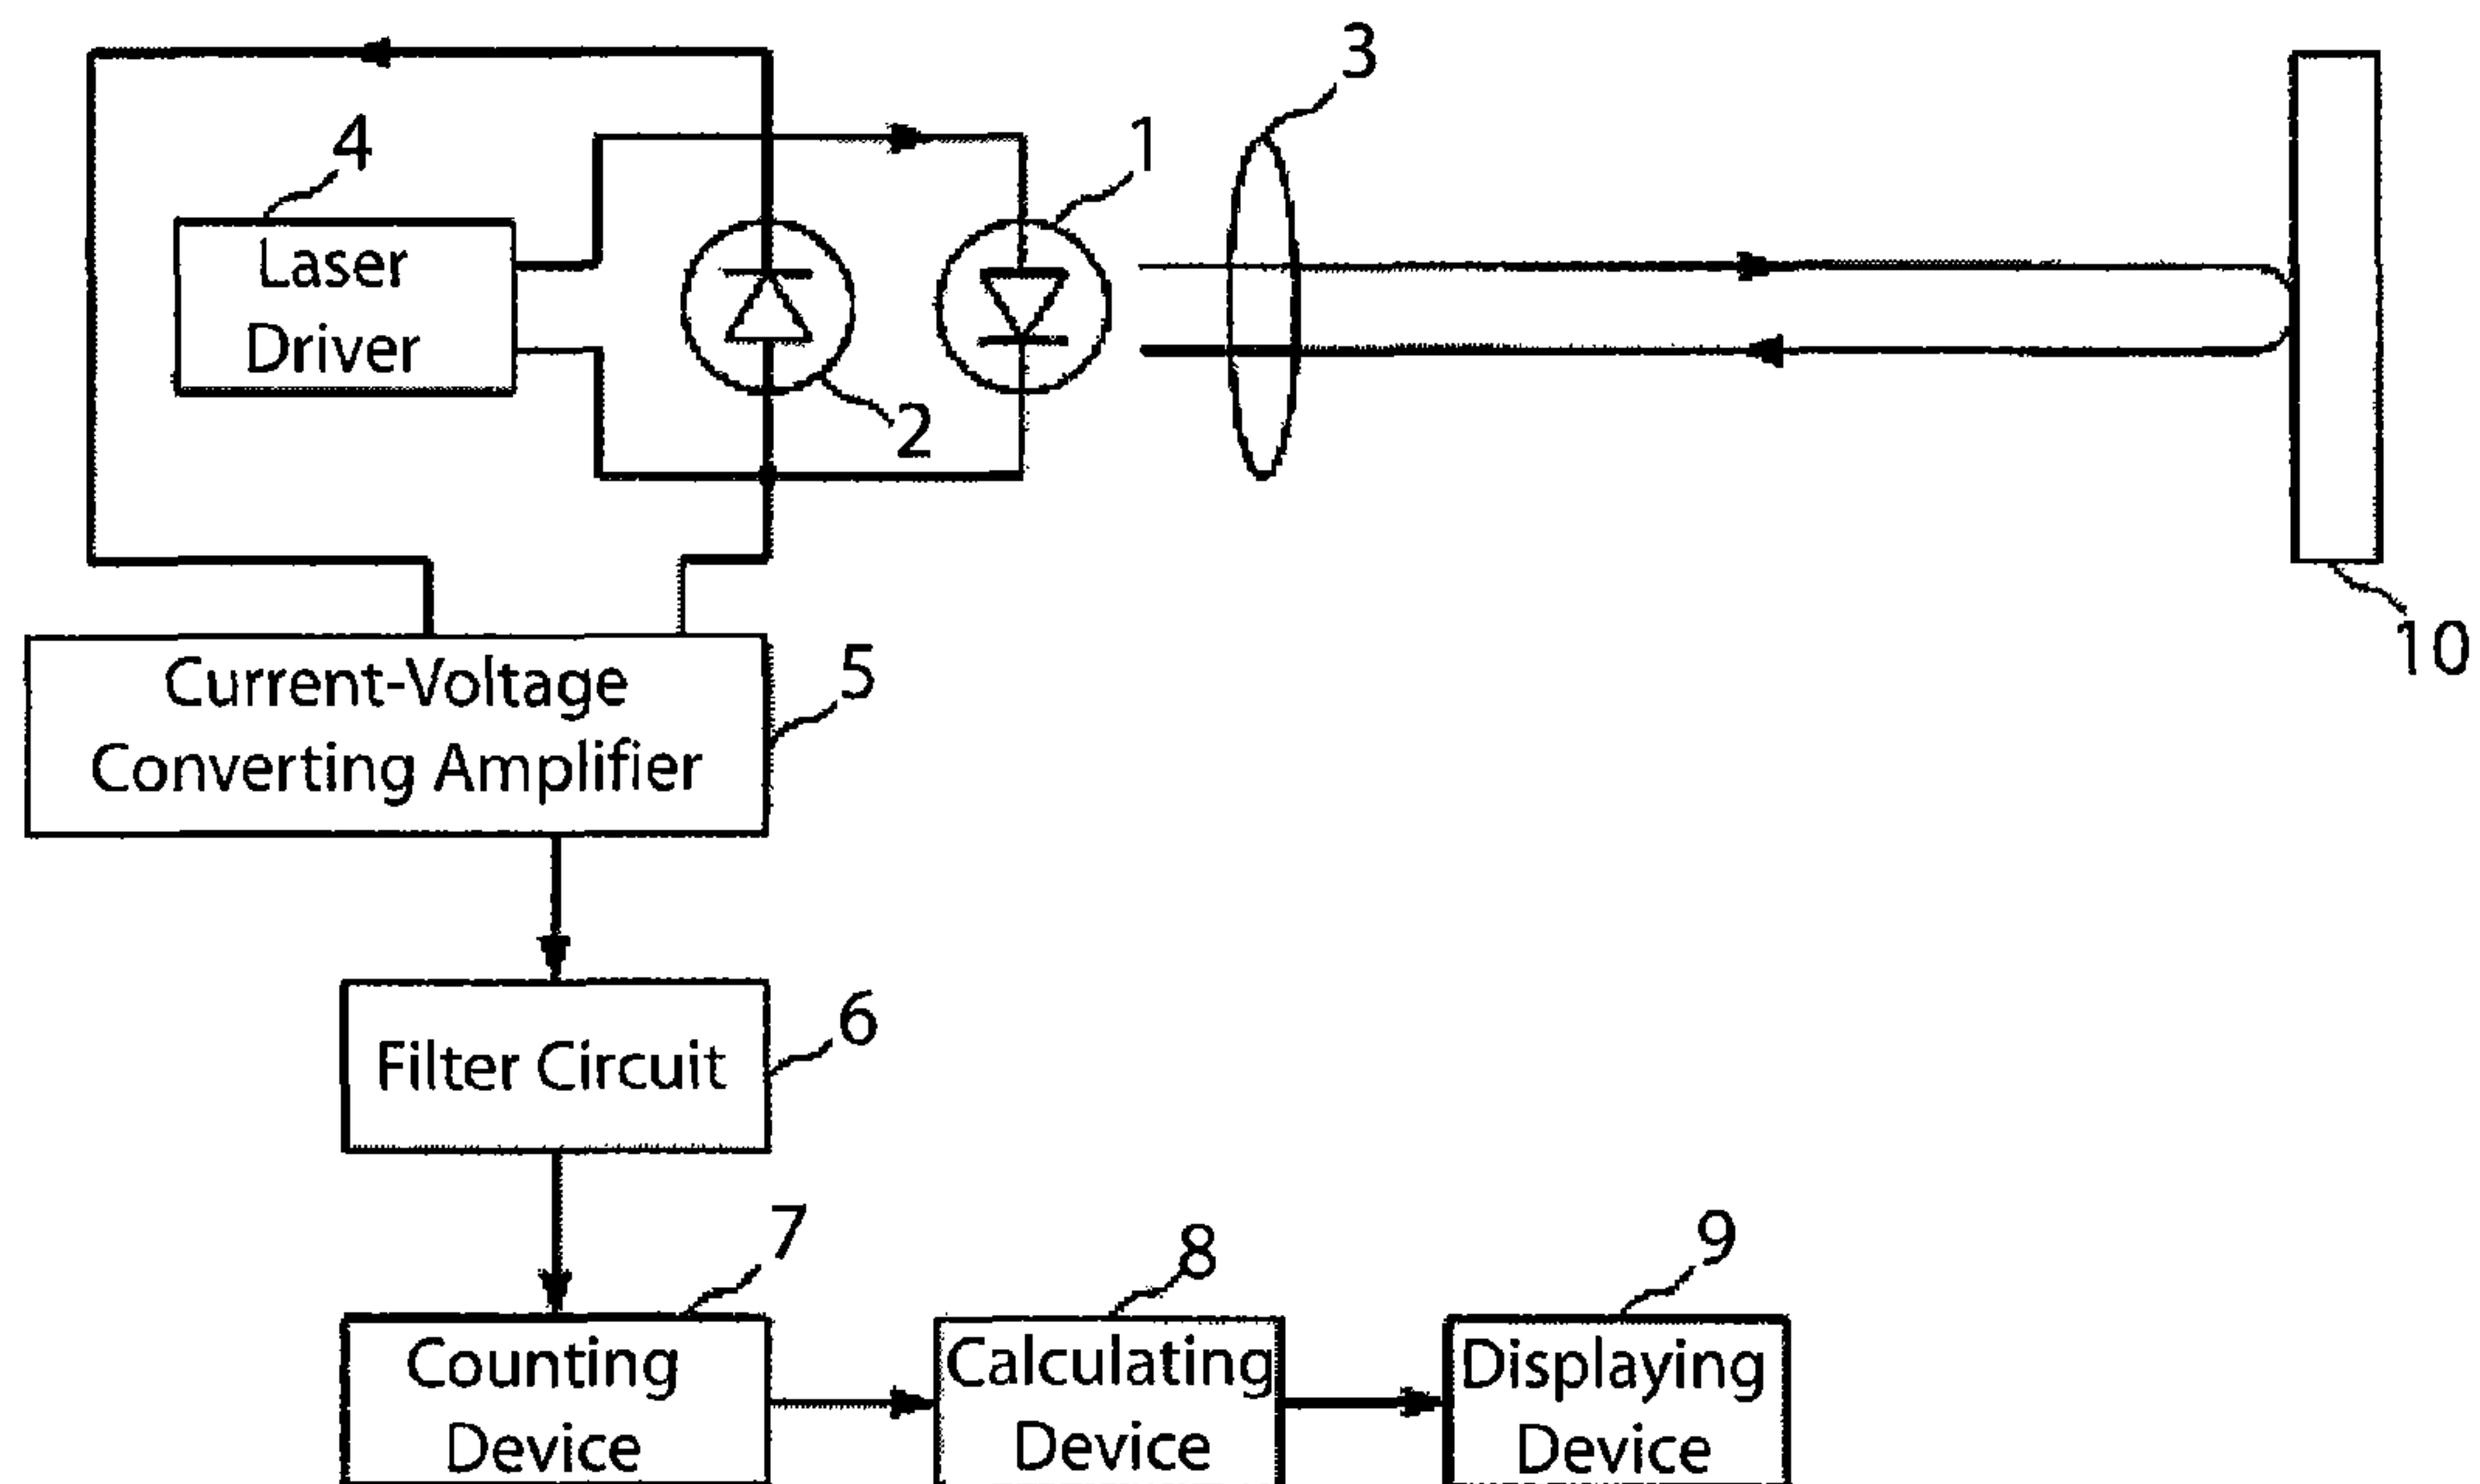 3
4
1
Laser
Driver
2
10
Current-Voltage
Converting Amplifier
5
Filter Circuit
6
7
8
9
Counting
Device
Calculating
Device
Displaying
Device